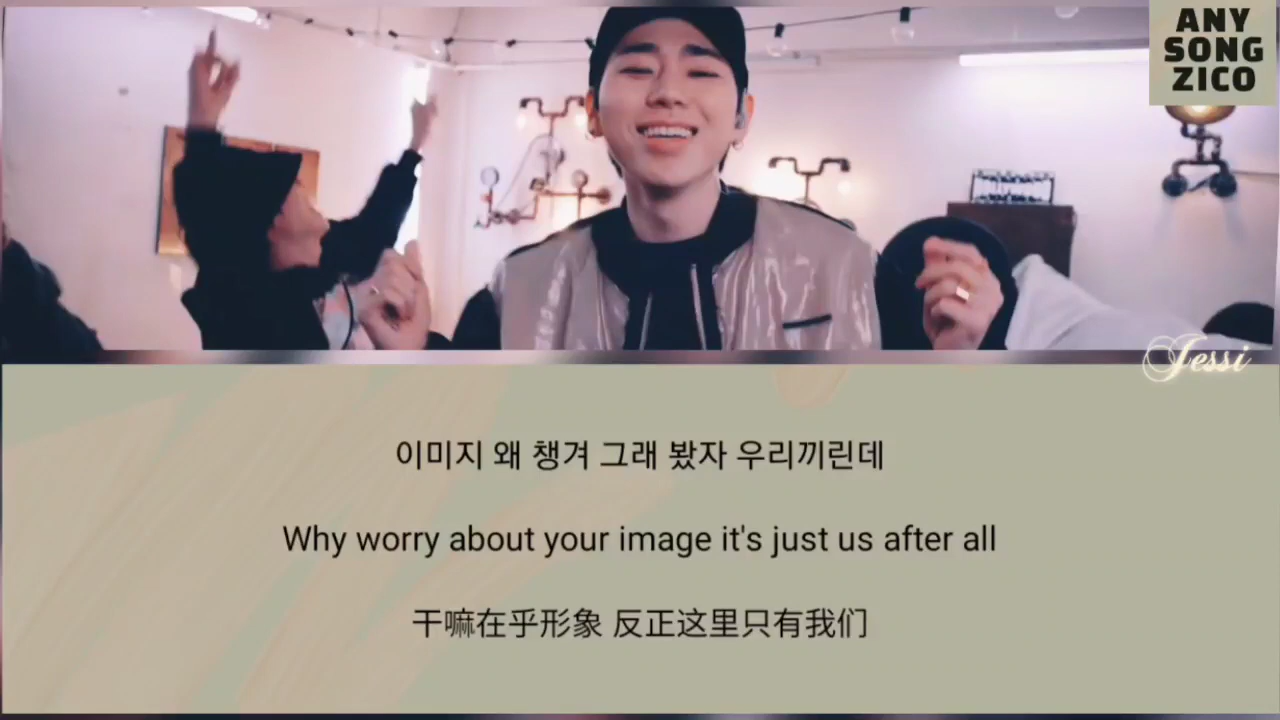 ANY
SONG
ZICO
Jessi
이미지 왜 챙겨 그래 봤자 우리끼린데
Why worry about your image it's just us after all
干嘛在乎形象 反正这里只有我们